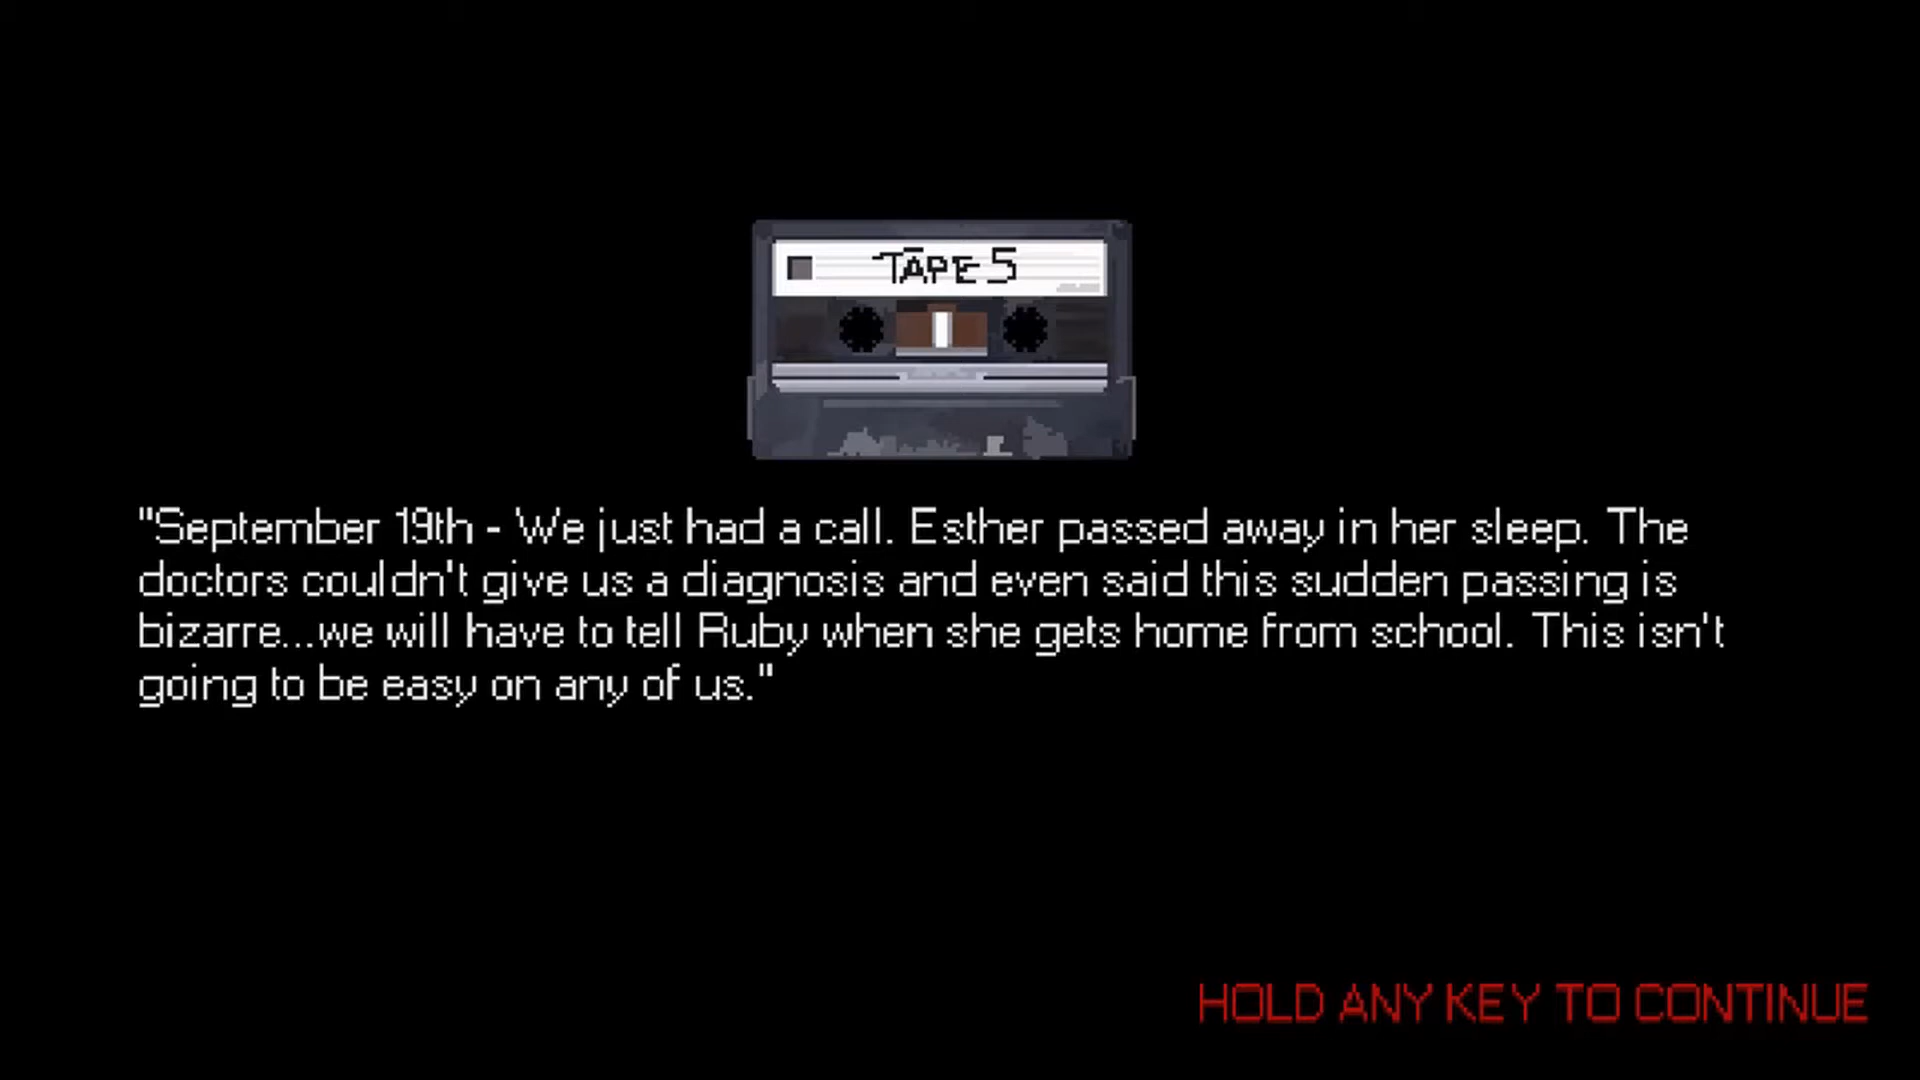 TAPE 5
"September 19th - We just had a call. Esther passed away in her sleep. The
doctors couldn't give us a diagnosis and even said this sudden passing is
bizarre...we will have to tell Ruby when she gets home from school. This isn't
going to be easy on any of us."
HOLD ANY KEY TO CONTINUE